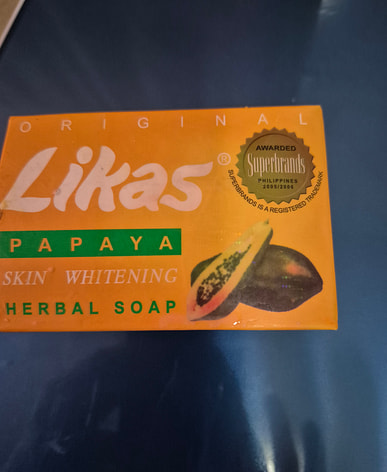 ORIGINAL
Likas®
AWARDED
Superbrands
PHILIPPINES
2005/2006
SUPERBRANDS IS A REGISTERED TRADEMARK
PAPAYA
SKIN WHITENING
HERBAL SOAP